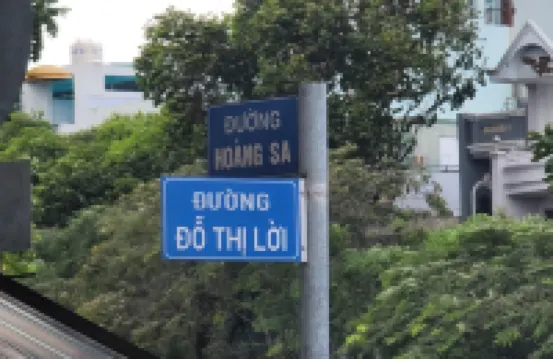 ĐƯỜNG
HOÀNG SA
ĐƯỜNG
ĐỖ THỊ LỜI